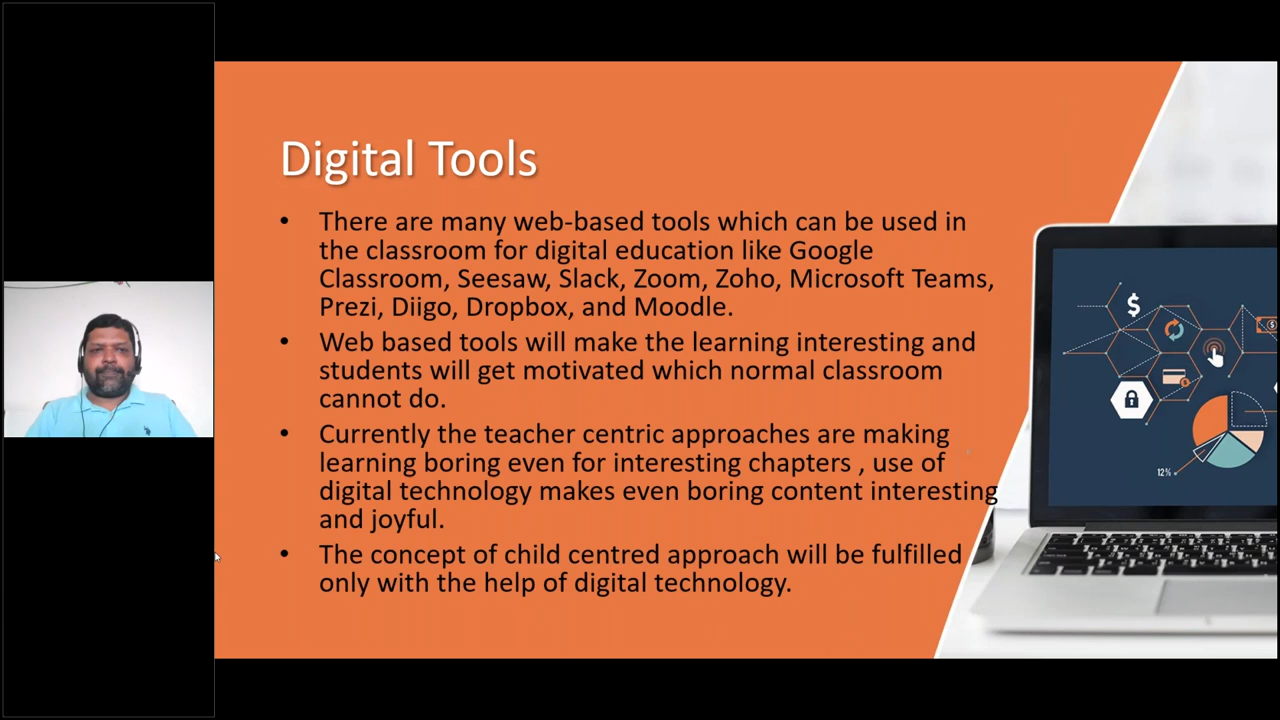 Digital Tools
• There are many web-based tools which can be used in
the classroom for digital education like Google
Classroom, Seesaw, Slack, Zoom, Zoho, Microsoft Teams,
Prezi, Diigo, Dropbox, and Moodle.
• Web based tools will make the learning interesting and
students will get motivated which normal classroom
cannot do.
• Currently the teacher centric approaches are making
learning boring even for interesting chapters , use of
digital technology makes even boring content interesting
and joyful.
• The concept of child centred approach will be fulfilled
only with the help of digital technology.
$
$
12%